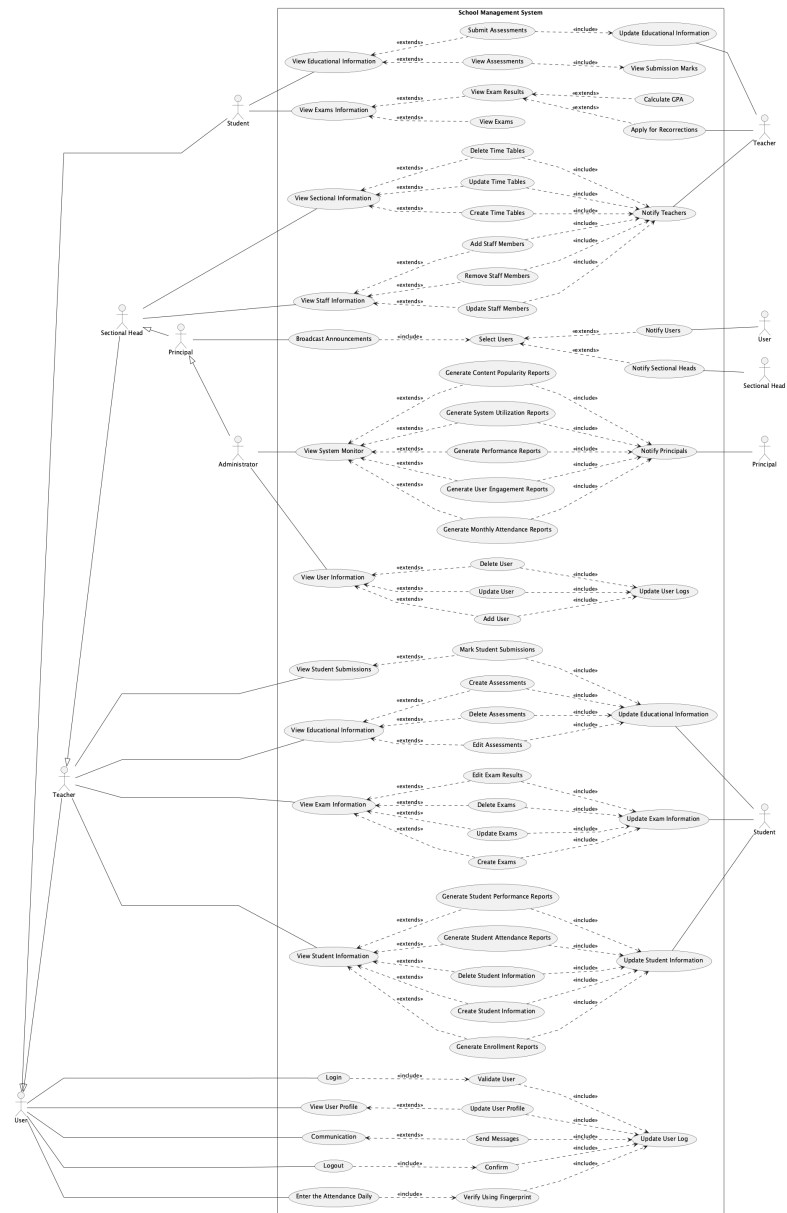 School Management System
Submit Assessments
Update Educational Information
«extends»
«include»
View Educational Information
View Assessments
View Submission Marks
«extends»
«include»
View Exam Results
Calculate GPA
«extends»
«extends»
Student
View Exams Information
View Exams
Apply for Recorrections
«extends»
«extends»
Teacher
Delete Time Tables
«extends»
«include»
View Sectional Information
Update Time Tables
«extends»
«include»
Create Time Tables
Notify Teachers
«extends»
«include»
Add Staff Members
«extends»
«include»
Remove Staff Members
«extends»
«include»
View Staff Information
Update Staff Members
«extends»
«include»
Sectional Head
Principal
Broadcast Announcements
«include»
Select Users
«extends»
Notify Users
User
«extends»
Notify Sectional Heads
Sectional Head
Generate Content Popularity Reports
«extends»
«include»
Generate System Utilization Reports
«extends»
«include»
Administrator
View System Monitor
«extends»
Generate Performance Reports
«include»
Notify Principals
Principal
«extends»
Generate User Engagement Reports
«include»
«extends»
Generate Monthly Attendance Reports
«include»
Delete User
«extends»
«include»
View User Information
Update User
Update User Logs
«extends»
«include»
Add User
«extends»
«include»
Mark Student Submissions
«extends»
«include»
View Student Submissions
Create Assessments
«extends»
«include»
View Educational Information
Delete Assessments
Update Educational Information
«extends»
«include»
Edit Assessments
«extends»
«include»
Teacher
Edit Exam Results
«extends»
«include»
View Exam Information
Delete Exams
«extends»
«include»
Update Exams
Update Exam Information
«extends»
«include»
Student
Create Exams
«extends»
«include»
Generate Student Performance Reports
«extends»
«include»
Generate Student Attendance Reports
«extends»
«include»
View Student Information
Delete Student Information
Update Student Information
«extends»
«include»
Create Student Information
«extends»
«include»
Generate Enrollment Reports
«extends»
«include»
Login
«include»
Validate User
«include»
User
View User Profile
«extends»
Update User Profile
«include»
Communication
«extends»
Send Messages
«include»
Update User Log
Logout
«include»
Confirm
«include»
Enter the Attendance Daily
«include»
Verify Using Fingerprint
«include»